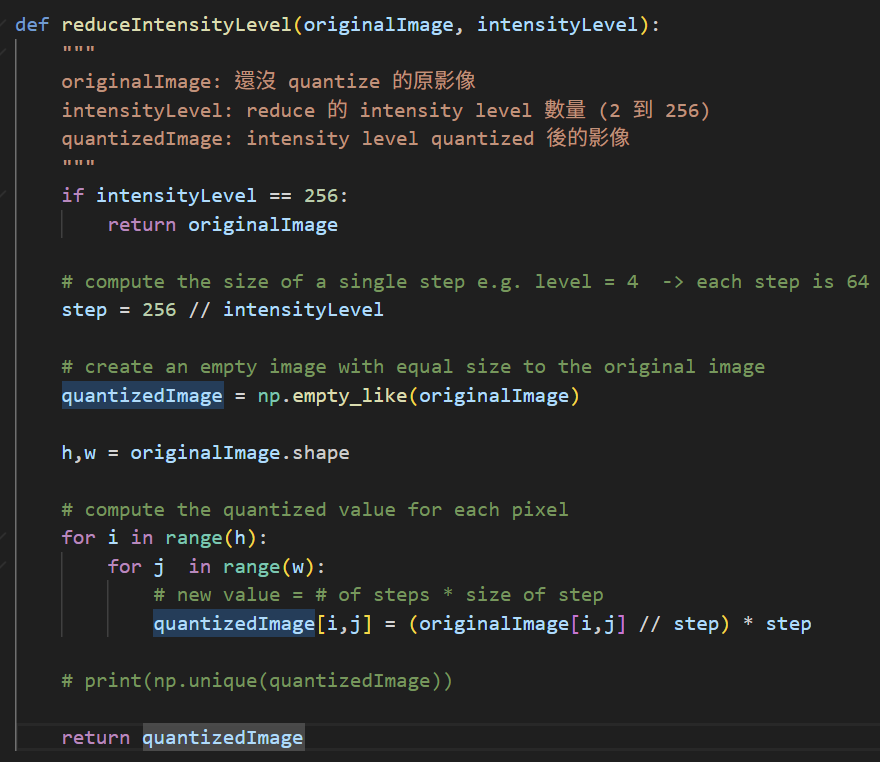 def reduceIntensityLevel(originalImage, intensityLevel):
    """
    originalImage: 還沒 quantize 的原影像
    intensityLevel: reduce 的 intensity level 數量 (2 到 256)
    quantizedImage: intensity level quantized 後的影像
    """
    if intensityLevel == 256:
        return originalImage
    # compute the size of a single step e.g. level = 4  -> each step is 64
    step = 256 // intensityLevel
    # create an empty image with equal size to the original image
    quantizedImage = np.empty_like(originalImage)
    h,w = originalImage.shape
    # compute the quantized value for each pixel
    for i in range(h):
        for j  in range(w):
            # new value = # of steps * size of step
            quantizedImage[i,j] = (originalImage[i,j] // step) * step
    # print(np.unique(quantizedImage))
    return quantizedImage